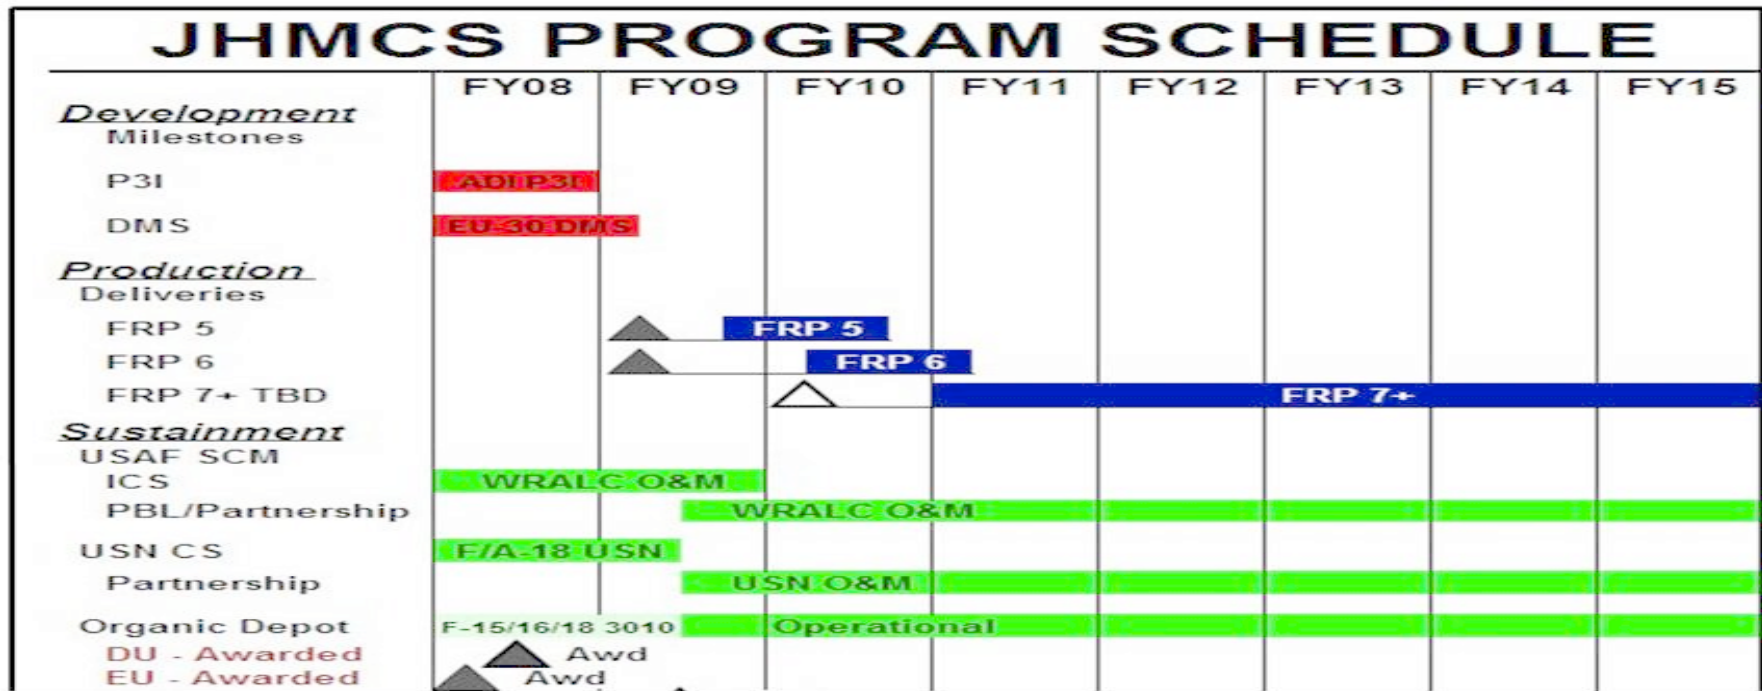 JHMCS PROGRAM SCHEDULE
FY08 FY09 FY10 FY11 FY12 FY13 FY14 FY15
Development
Milestones
P3I ADI P3I
DMS EU-30 DMS
Production
Deliveries
FRP 5 FRP 5
FRP 6 FRP 6
FRP 7+ TBD FRP 7+
Sustainment
USAF SCM
ICS WRALC O&M
PBL/Partnership WRALC O&M
USN CS F/A-18 USN
Partnership USN O&M
Organic Depot F-15/16/18 3010 Operational
DU - Awarded Awd
EU - Awarded Awd